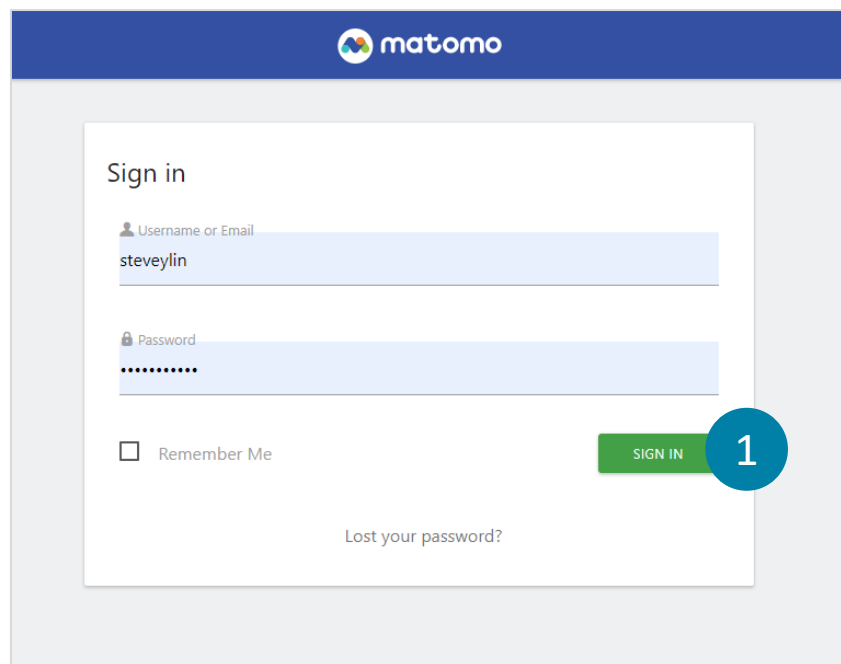 matomo
Sign in
Username or Email
steveylin
Password
•••••••••••
Remember Me
SIGN IN
1
Lost your password?